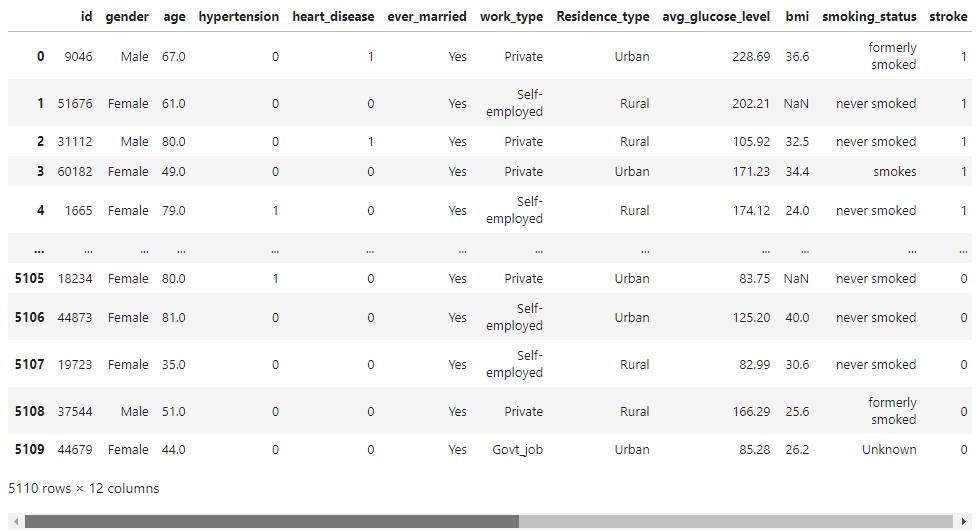 id gender age hypertension heart_disease ever_married work_type Residence_type avg_glucose_level bmi smoking_status stroke
0 9046 Male 67.0 0 1 Yes Private Urban 228.69 36.6 formerly smoked 1
1 51676 Female 61.0 0 0 Yes Self-employed Rural 202.21 NaN never smoked 1
2 31112 Male 80.0 0 1 Yes Private Rural 105.92 32.5 never smoked 1
3 60182 Female 49.0 0 0 Yes Private Urban 171.23 34.4 smokes 1
4 1665 Female 79.0 1 0 Yes Self-employed Rural 174.12 24.0 never smoked 1
... ... ... ... ... ... ... ... ... ... ... ... ...
5105 18234 Female 80.0 1 0 Yes Private Urban 83.75 NaN never smoked 0
5106 44873 Female 81.0 0 0 Yes Self-employed Urban 125.20 40.0 never smoked 0
5107 19723 Female 35.0 0 0 Yes Self-employed Rural 82.99 30.6 never smoked 0
5108 37544 Male 51.0 0 0 Yes Private Rural 166.29 25.6 formerly smoked 0
5109 44679 Female 44.0 0 0 Yes Govt_job Urban 85.28 26.2 Unknown 0
5110 rows × 12 columns